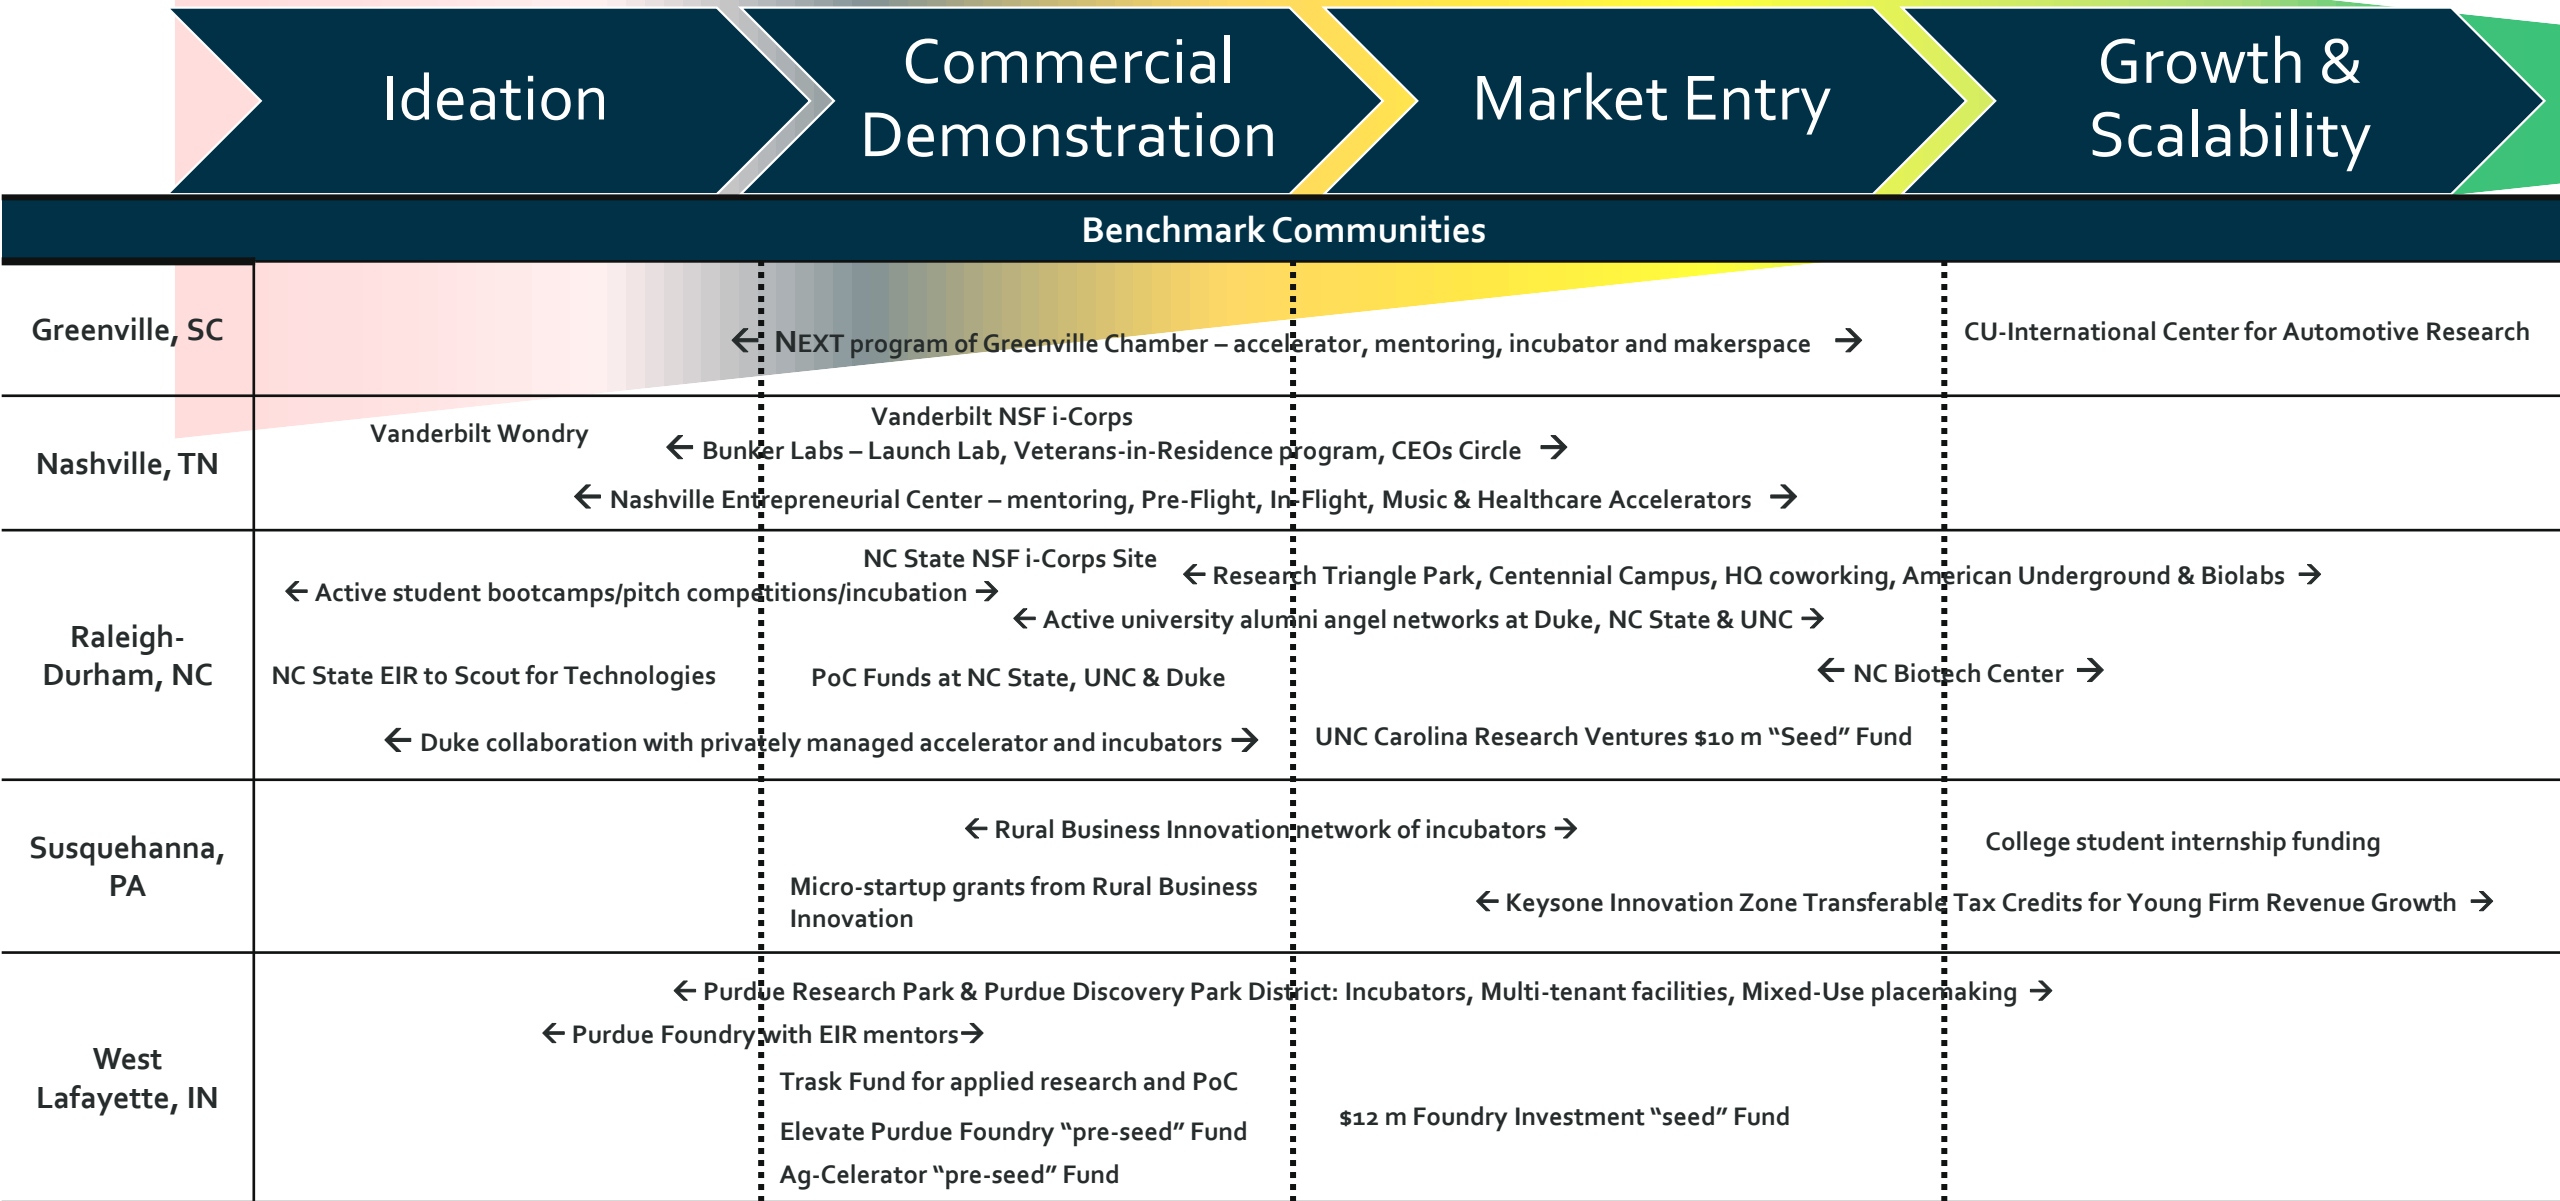 Ideation
Commercial
Demonstration
Market Entry
Growth &
Scalability
Benchmark Communities
Greenville, SC
← NEXT program of Greenville Chamber – accelerator, mentoring, incubator and makerspace →
CU-International Center for Automotive Research
Nashville, TN
Vanderbilt Wondry
Vanderbilt NSF i-Corps
← Bunker Labs – Launch Lab, Veterans-in-Residence program, CEOs Circle →
← Nashville Entrepreneurial Center – mentoring, Pre-Flight, In-Flight, Music & Healthcare Accelerators →
Raleigh-
Durham, NC
NC State NSF i-Corps Site
← Research Triangle Park, Centennial Campus, HQ coworking, American Underground & Biolabs →
← Active student bootcamps/pitch competitions/incubation →
← Active university alumni angel networks at Duke, NC State & UNC →
NC State EIR to Scout for Technologies
PoC Funds at NC State, UNC & Duke
← NC Biotech Center →
← Duke collaboration with privately managed accelerator and incubators →
UNC Carolina Research Ventures $10 m “Seed” Fund
Susquehanna,
PA
← Rural Business Innovation network of incubators →
College student internship funding
Micro-startup grants from Rural Business
Innovation
← Keysone Innovation Zone Transferable Tax Credits for Young Firm Revenue Growth →
West
Lafayette, IN
← Purdue Research Park & Purdue Discovery Park District: Incubators, Multi-tenant facilities, Mixed-Use placemaking →
← Purdue Foundry with EIR mentors→
Trask Fund for applied research and PoC
$12 m Foundry Investment “seed” Fund
Elevate Purdue Foundry “pre-seed” Fund
Ag-Celerator “pre-seed” Fund